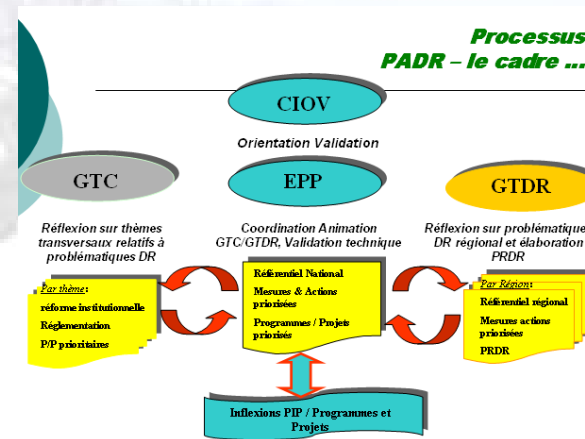 Processus
PADR – le cadre ...
CIOV
Orientation Validation
GTC
EPP
GTDR
Réflexion sur thèmes
transversaux relatifs à
problématiques DR
Coordination Animation
GTC/GTDR, Validation technique
Réflexion sur problématique
DR régional et élaboration
PRDR
Par thème:
réforme institutionnelle
Réglementation
P/P prioritaires
Référentiel National
Mesures & Actions
priorisées
Programmes / Projets
priorisés
Par Région:
Référentiel régional
Mesures actions
priorisées
PRDR
Inflexions PIP / Programmes et
Projets